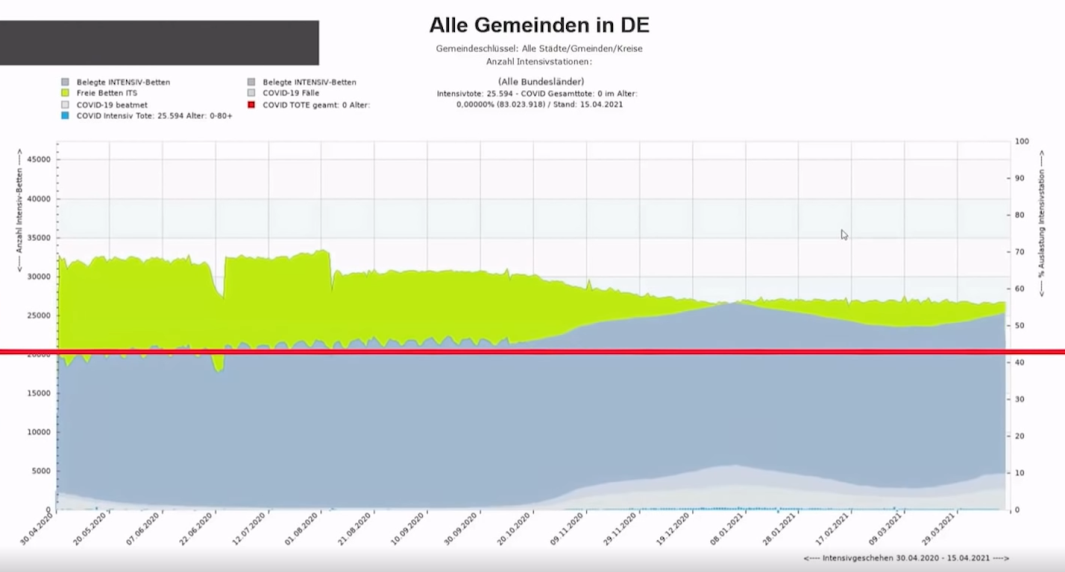 Alle Gemeinden in DE
Gemeindeschlüssel: Alle Städte/Gmeinden/Kreise
Anzahl Intensivstationen:
(Alle Bundesländer)
Intensivtote: 25.594 - COVID Gesamttote: 0 im Alter:
0,00000% (83.023.918) / Stand: 15.04.2021
Belegte INTENSIV-Betten
Freie Betten ITS
COVID-19 beatmet
COVID Intensiv Tote: 25.594 Alter: 0-80+
Belegte INTENSIV-Betten
COVID-19 Fälle
COVID TOTE geamt: 0 Alter:
<---- Anzahl Intensiv-Betten ---->
45000
40000
35000
30000
25000
20000
15000
10000
5000
0
100
90
80
70
60
50
40
30
20
10
0
<---- % Auslastung Intensivstation ---->
30.04.2020
20.05.2020
07.06.2020
22.06.2020
12.07.2020
01.08.2020
21.08.2020
10.09.2020
30.09.2020
20.10.2020
09.11.2020
29.11.2020
19.12.2020
08.01.2021
28.01.2021
17.02.2021
09.03.2021
29.03.2021
<---- Intensivgeschehen 30.04.2020 - 15.04.2021 ---->